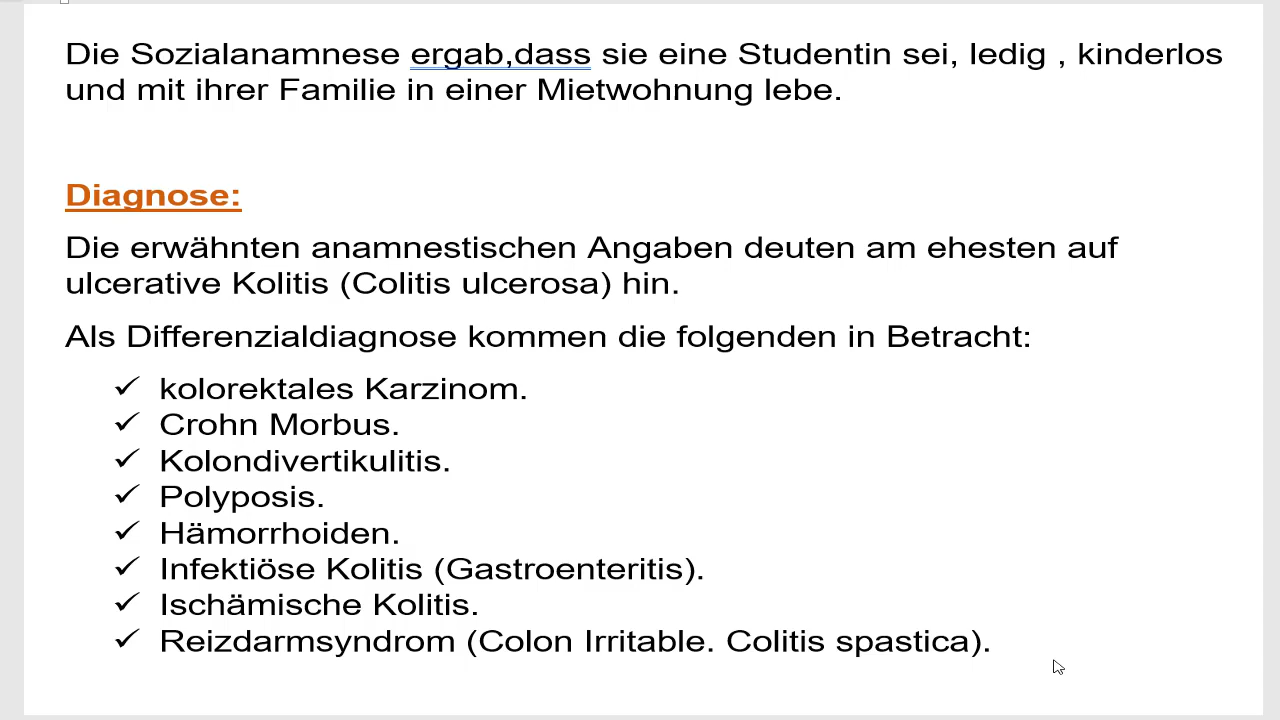 Die Sozialanamnese ergab,dass sie eine Studentin sei, ledig , kinderlos
und mit ihrer Familie in einer Mietwohnung lebe.
Diagnose:
Die erwähnten anamnestischen Angaben deuten am ehesten auf
ulcerative Kolitis (Colitis ulcerosa) hin.
Als Differenzialdiagnose kommen die folgenden in Betracht:
✓ kolorektales Karzinom.
✓ Crohn Morbus.
✓ Kolondivertikulitis.
✓ Polyposis.
✓ Hämorrhoiden.
✓ Infektiöse Kolitis (Gastroenteritis).
✓ Ischämische Kolitis.
✓ Reizdarmsyndrom (Colon Irritable. Colitis spastica).